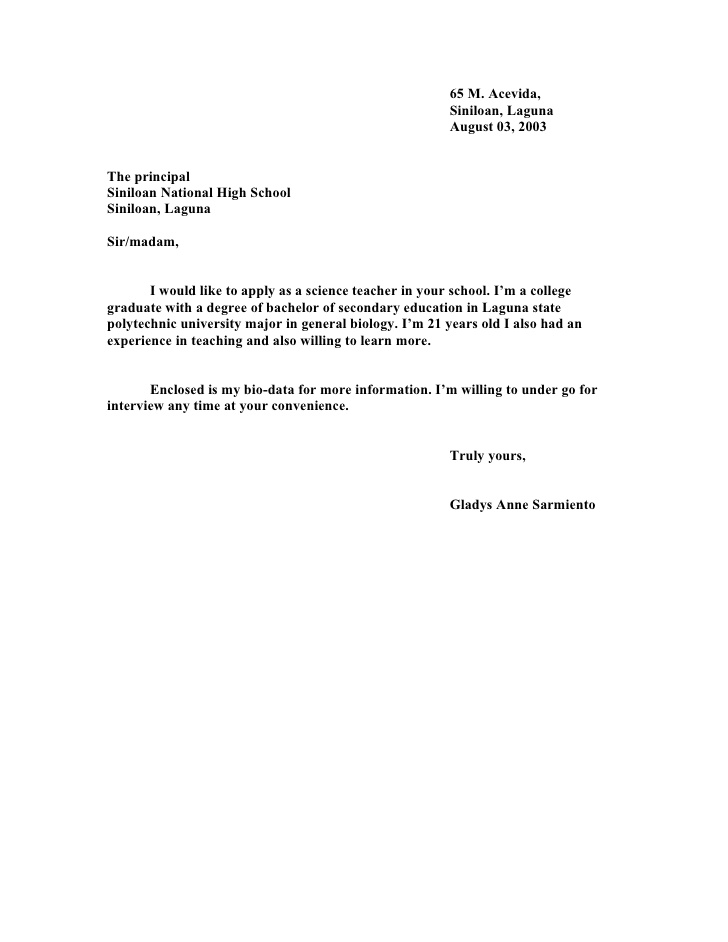 65 M. Acevida,
Siniloan, Laguna
August 03, 2003
The principal
Siniloan National High School
Siniloan, Laguna
Sir/madam,
I would like to apply as a science teacher in your school. I’m a college
graduate with a degree of bachelor of secondary education in Laguna state
polytechnic university major in general biology. I’m 21 years old I also had an
experience in teaching and also willing to learn more.
Enclosed is my bio-data for more information. I’m willing to under go for
interview any time at your convenience.
Truly yours,
Gladys Anne Sarmiento